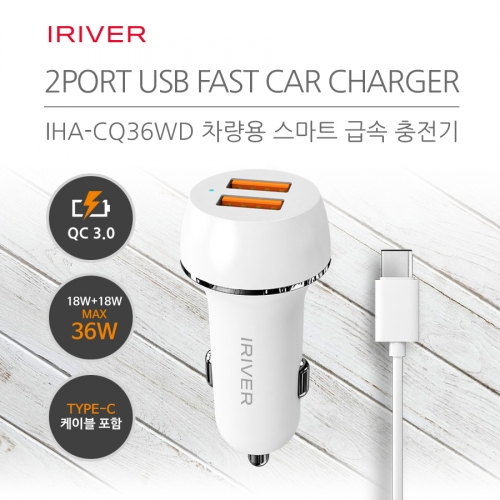 IRIVER
2PORT USB FAST CAR CHARGER
IHA-CQ36WD 차량용 스마트 급속 충전기
QC 3.0
18W+18W
MAX
36W
TYPE-C
케이블 포함
IRIVER